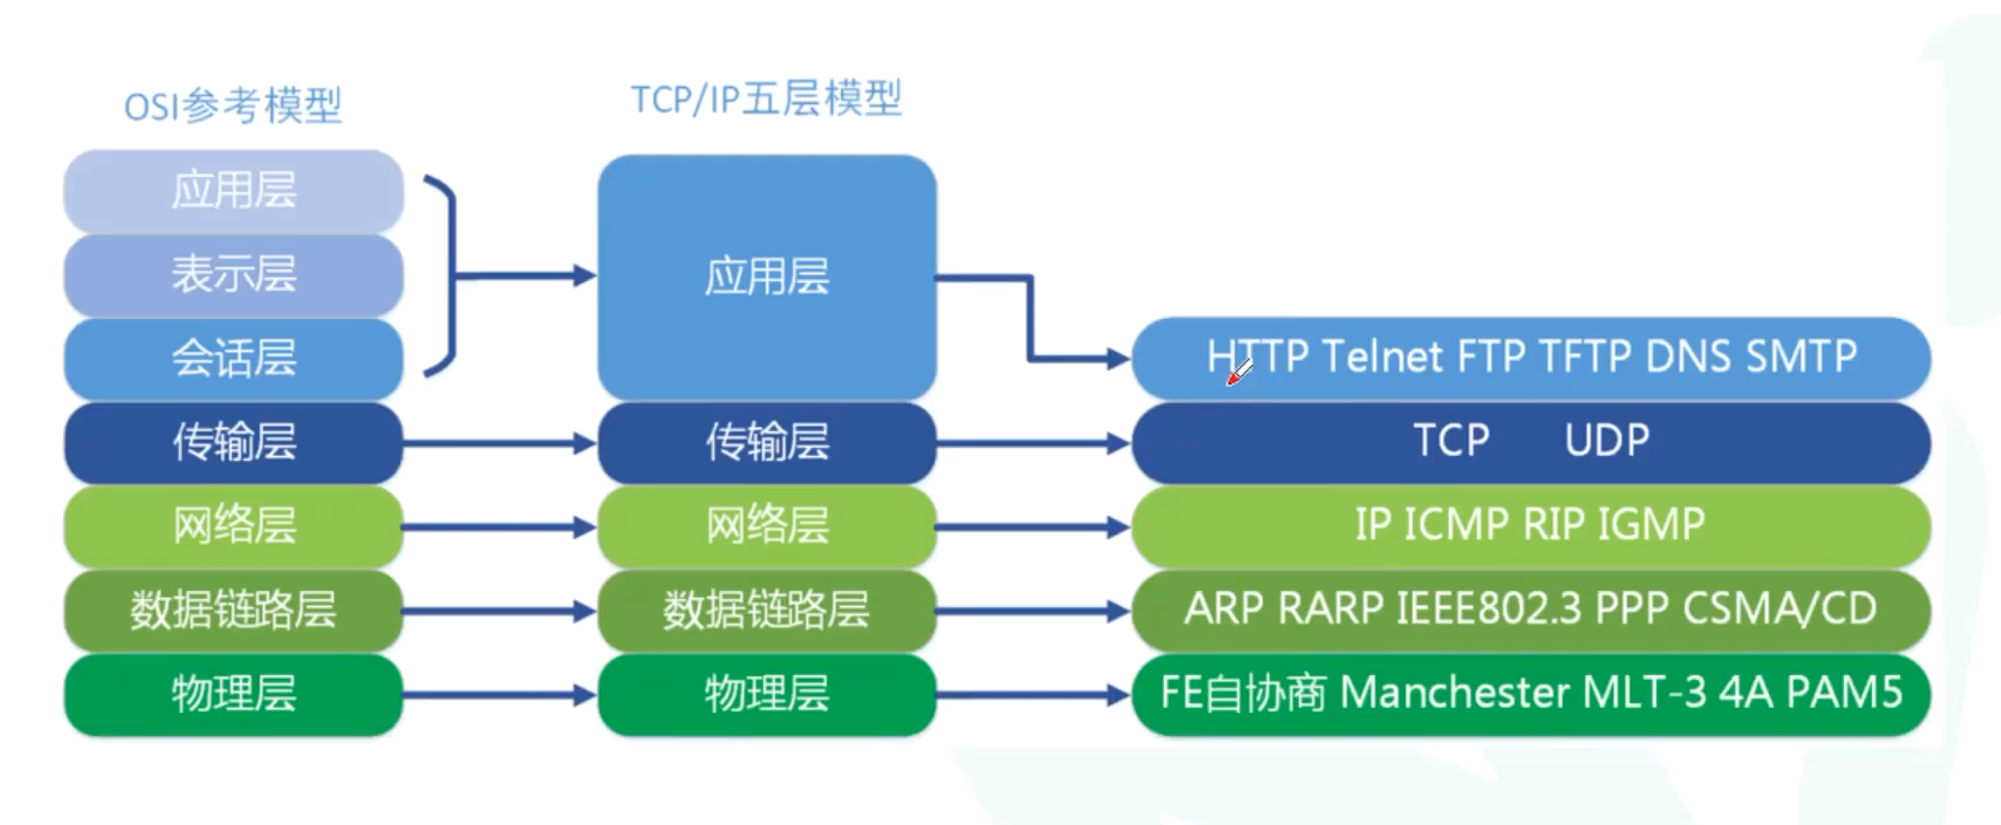 OSI参考模型
TCP/IP五层模型
应用层
表示层
会话层
传输层
网络层
数据链路层
物理层
应用层
传输层
网络层
数据链路层
物理层
HTTP Telnet FTP TFTP DNS SMTP
TCP UDP
IP ICMP RIP IGMP
ARP RARP IEEE802.3 PPP CSMA/CD
FE自协商 Manchester MLT-3 4A PAM5